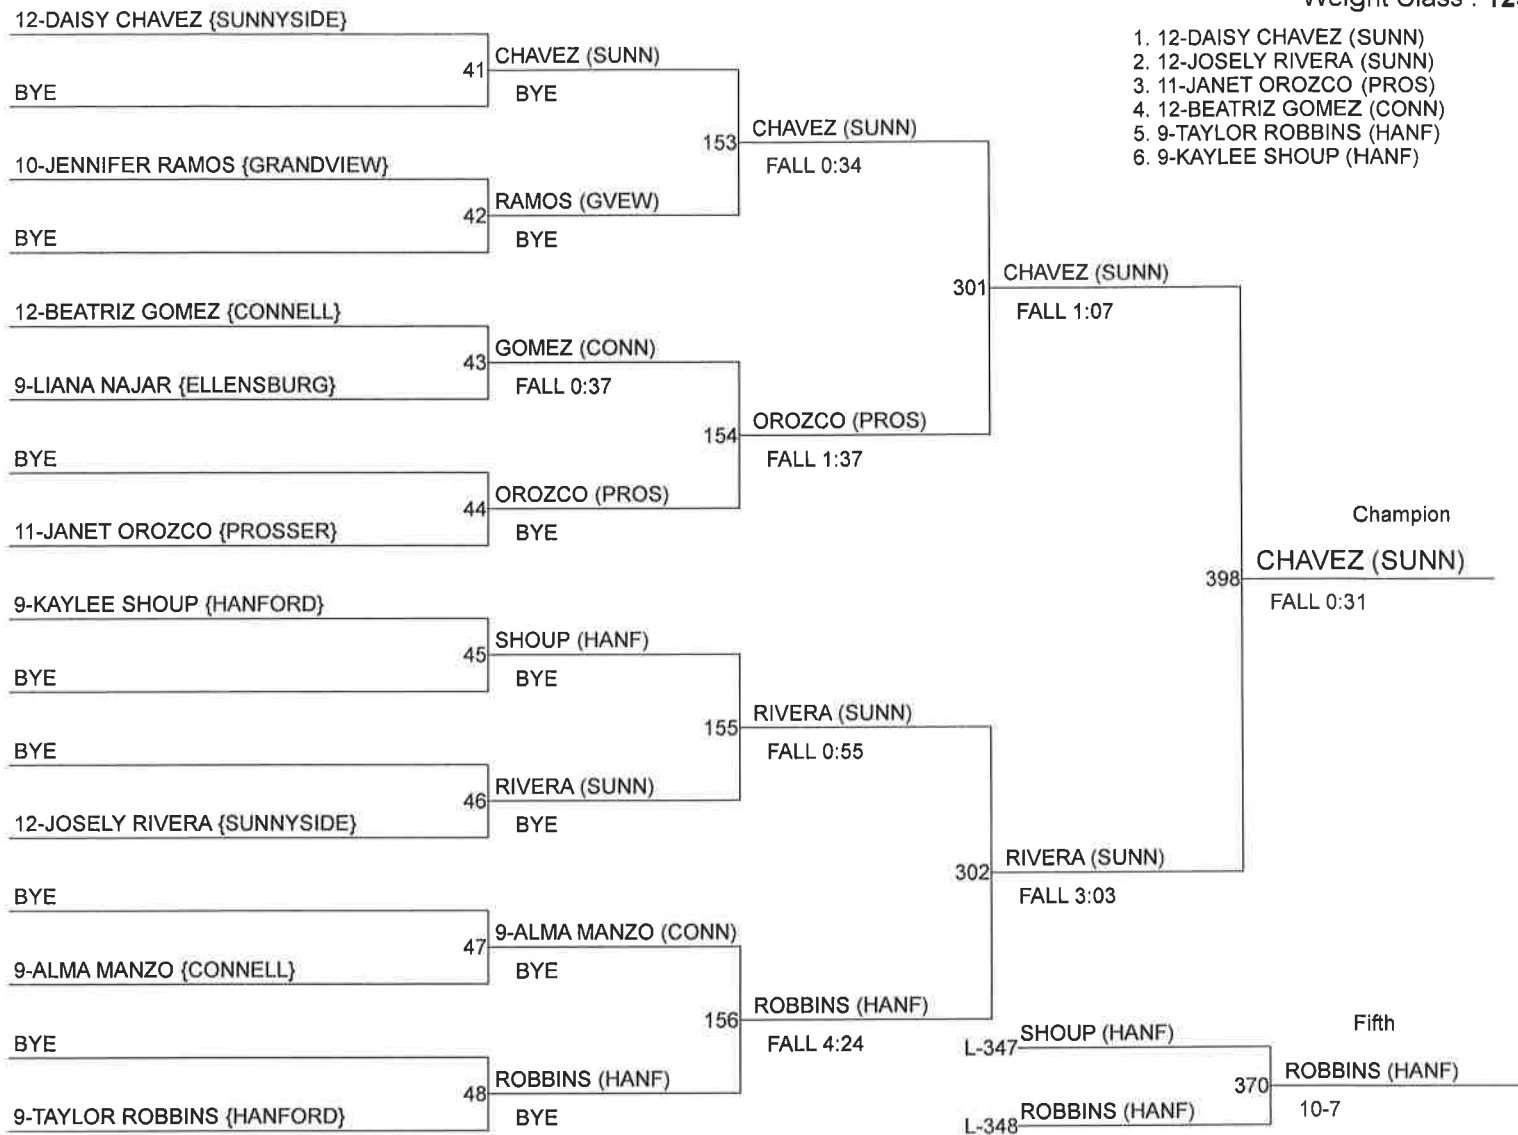 Weight Class :
1. 12-DAISY CHAVEZ (SUNN)
2. 12-JOSELY RIVERA (SUNN)
3. 11-JANET OROZCO (PROS)
4. 12-BEATRIZ GOMEZ (CONN)
5. 9-TAYLOR ROBBINS (HANF)
6. 9-KAYLEE SHOUP (HANF)
12-DAISY CHAVEZ {SUNNYSIDE}
41 CHAVEZ (SUNN)
BYE
BYE
153 CHAVEZ (SUNN)
FALL 0:34
10-JENNIFER RAMOS {GRANDVIEW}
42 RAMOS (GVEW)
BYE
BYE
301 CHAVEZ (SUNN)
FALL 1:07
12-BEATRIZ GOMEZ {CONNELL}
43 GOMEZ (CONN)
FALL 0:37
9-LIANA NAJAR {ELLENSBURG}
154 OROZCO (PROS)
FALL 1:37
BYE
44 OROZCO (PROS)
BYE
11-JANET OROZCO {PROSSER}
Champion
398 CHAVEZ (SUNN)
FALL 0:31
9-KAYLEE SHOUP {HANFORD}
45 SHOUP (HANF)
BYE
BYE
155 RIVERA (SUNN)
FALL 0:55
BYE
46 RIVERA (SUNN)
BYE
12-JOSELY RIVERA {SUNNYSIDE}
302 RIVERA (SUNN)
FALL 3:03
BYE
47 9-ALMA MANZO (CONN)
BYE
9-ALMA MANZO {CONNELL}
156 ROBBINS (HANF)
FALL 4:24
BYE
48 ROBBINS (HANF)
BYE
9-TAYLOR ROBBINS {HANFORD}
Fifth
L-347 SHOUP (HANF)
370 ROBBINS (HANF)
10-7
L-348 ROBBINS (HANF)